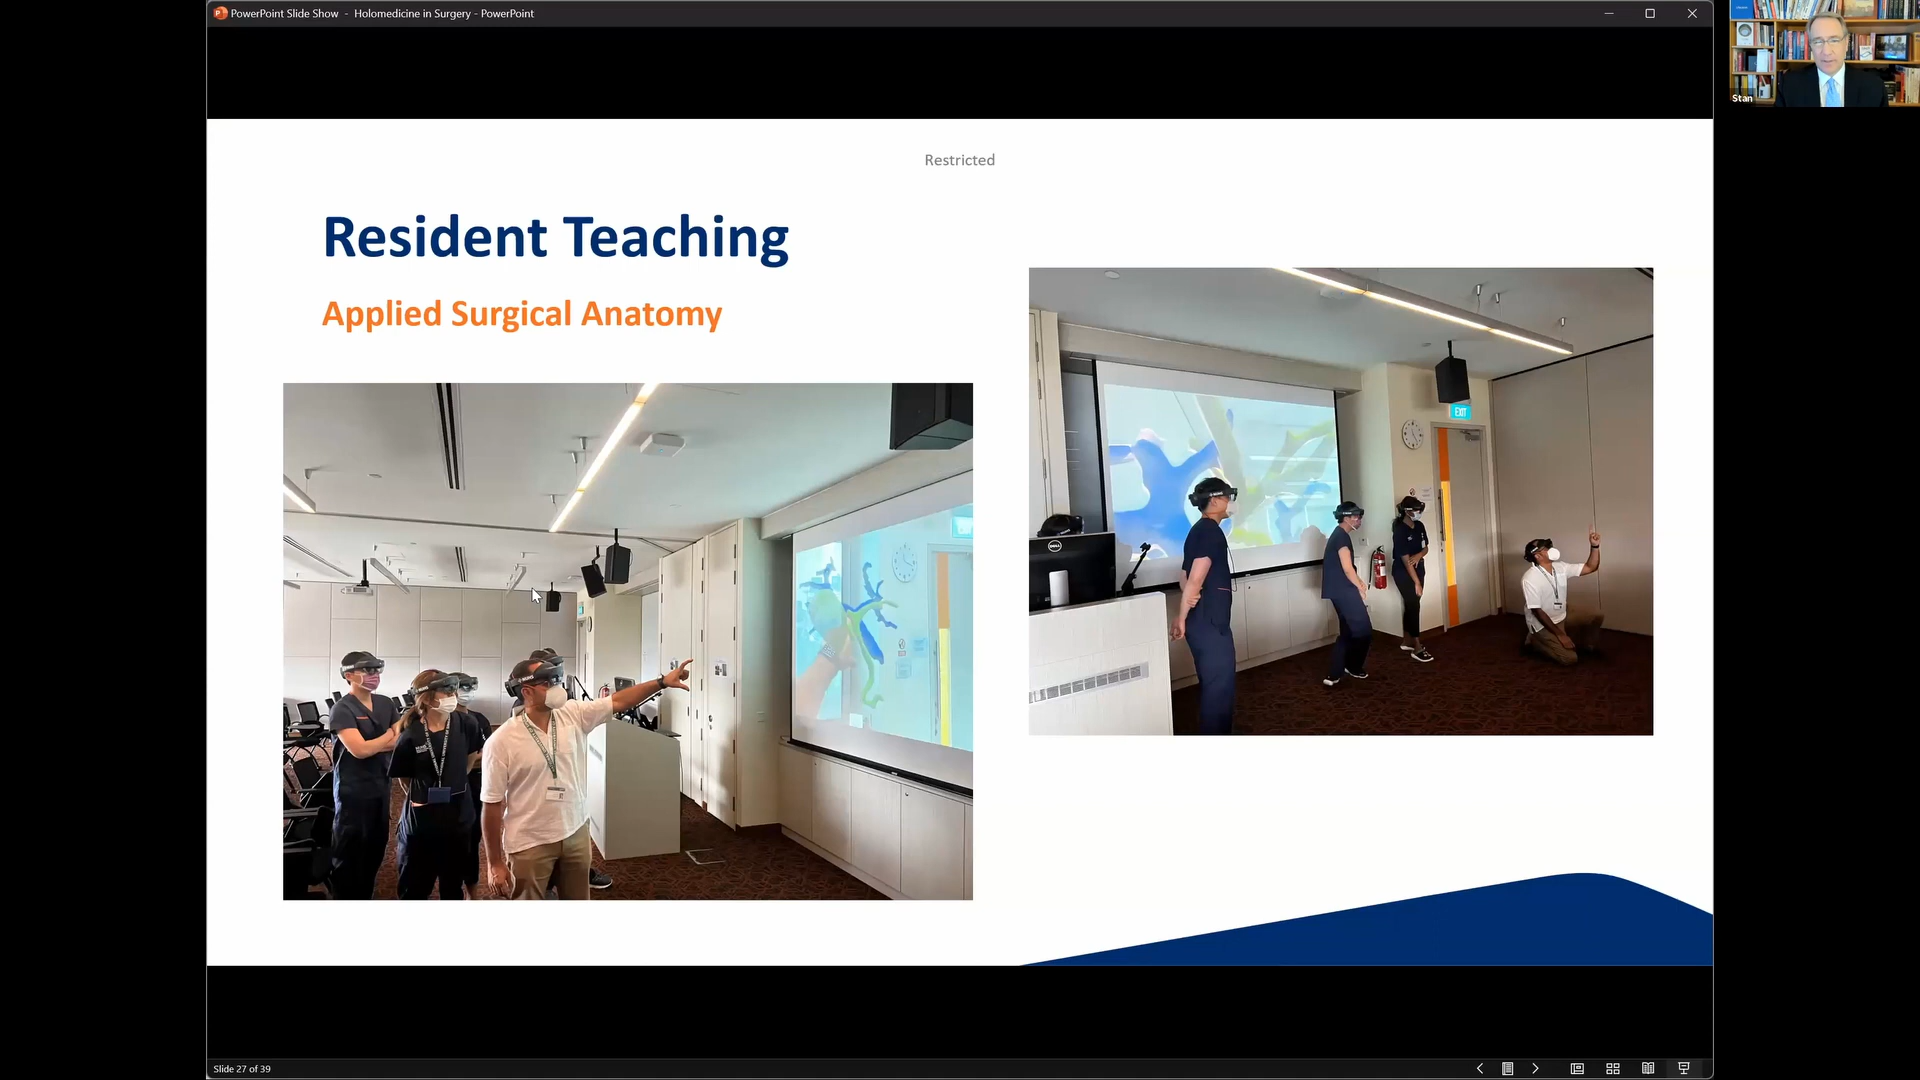 PowerPoint Slide Show - Holomedicine in Surgery - PowerPoint
Stan
Restricted
Resident Teaching
Applied Surgical Anatomy
EXIT
DELL
Slide 27 of 39